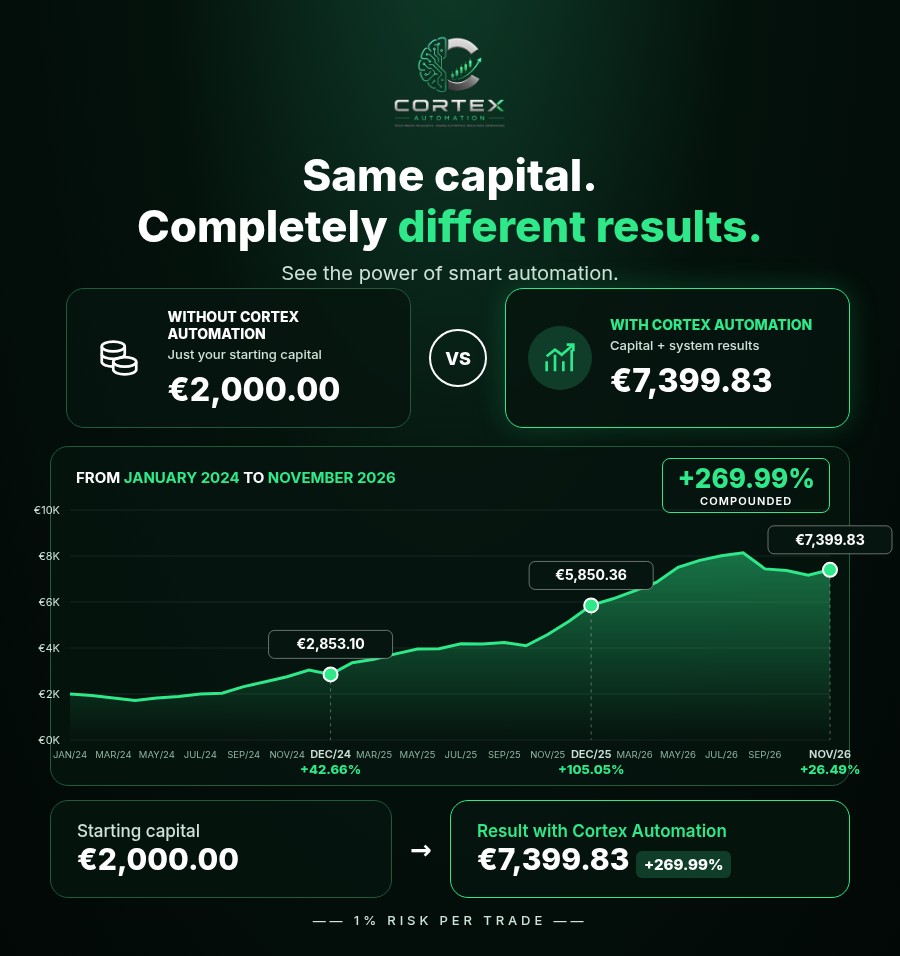 CORTEX
AUTOMATION
Same capital.
Completely different results.
See the power of smart automation.
WITHOUT CORTEX
AUTOMATION
Just your starting capital
€2,000.00
VS
WITH CORTEX AUTOMATION
Capital + system results
€7,399.83
FROM JANUARY 2024 TO NOVEMBER 2026
+269.99%
COMPOUNDED
€10K
€8K
€6K
€4K
€2K
€0K
€2,853.10
€5,850.36
€7,399.83
JAN/24 MAR/24 MAY/24 JUL/24 SEP/24 NOV/24 DEC/24 MAR/25 MAY/25 JUL/25 SEP/25 NOV/25 DEC/25 MAR/26 MAY/26 JUL/26 SEP/26 NOV/26
+42.66% +105.05% +26.49%
Starting capital
€2,000.00
→
Result with Cortex Automation
€7,399.83 +269.99%
—— 1% RISK PER TRADE ——